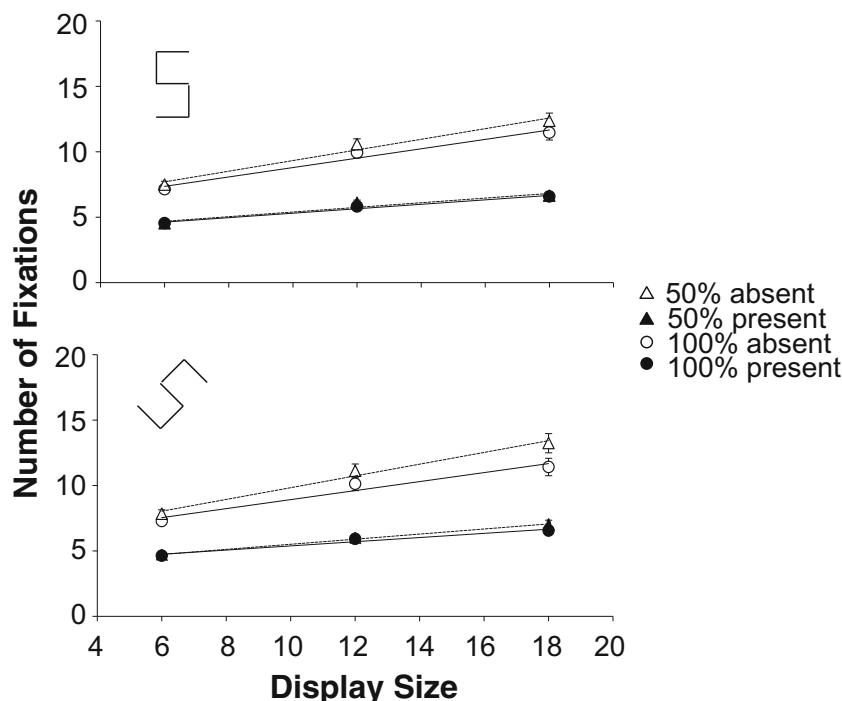 20
15
10
5
0
Number of Fixations
△ 50% absent
▲ 50% present
○ 100% absent
● 100% present
20
15
10
5
0
4 6 8 10 12 14 16 18 20
Display Size